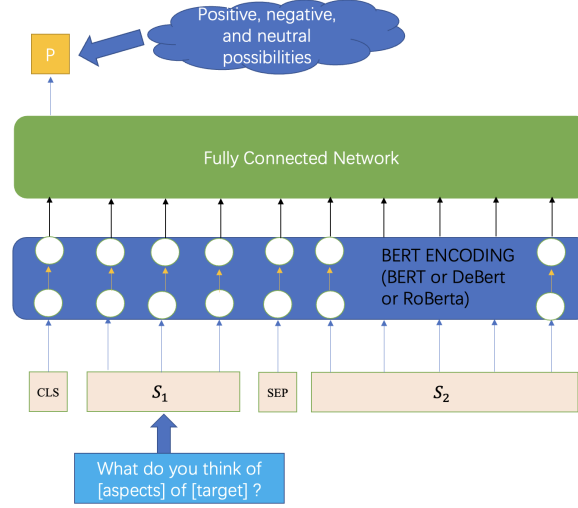 Positive, negative,
and neutral
possibilities
P
Fully Connected Network
BERT ENCODING
(BERT or DeBert
or RoBerta)
CLS
S₁
SEP
S₂
What do you think of
[aspects] of [target] ?